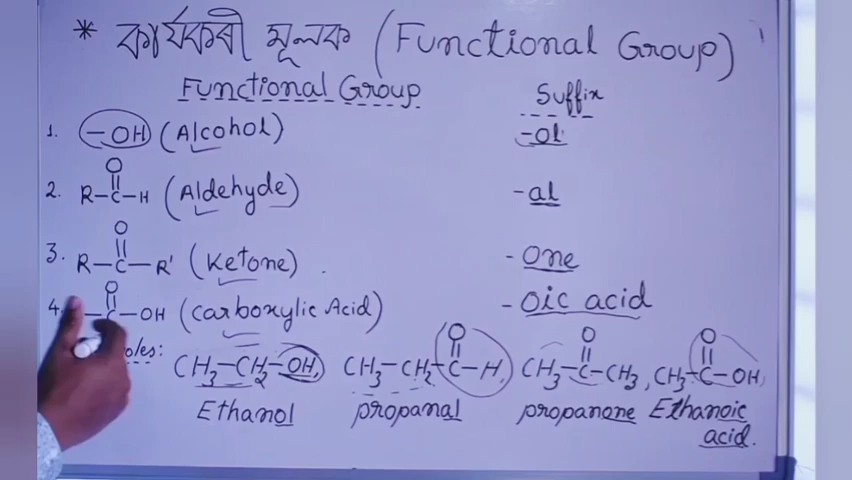 * কার্যকৰী মূলক (Functional Group)
Functional Group Suffix
1. -OH (Alcohol) -ol
O
||
2. R-C-H (Aldehyde) -al
O
||
3. R-C-R' (Ketone) . -One
O
||
4. -C-OH (Carboxylic Acid) -Oic acid
O O O
|| || ||
CH₃-CH₂-OH, CH₃-CH₂-C-H, CH₃-C-CH₃, CH₃-C-OH,
Ethanol propanal propanone Ethanoic
acid.